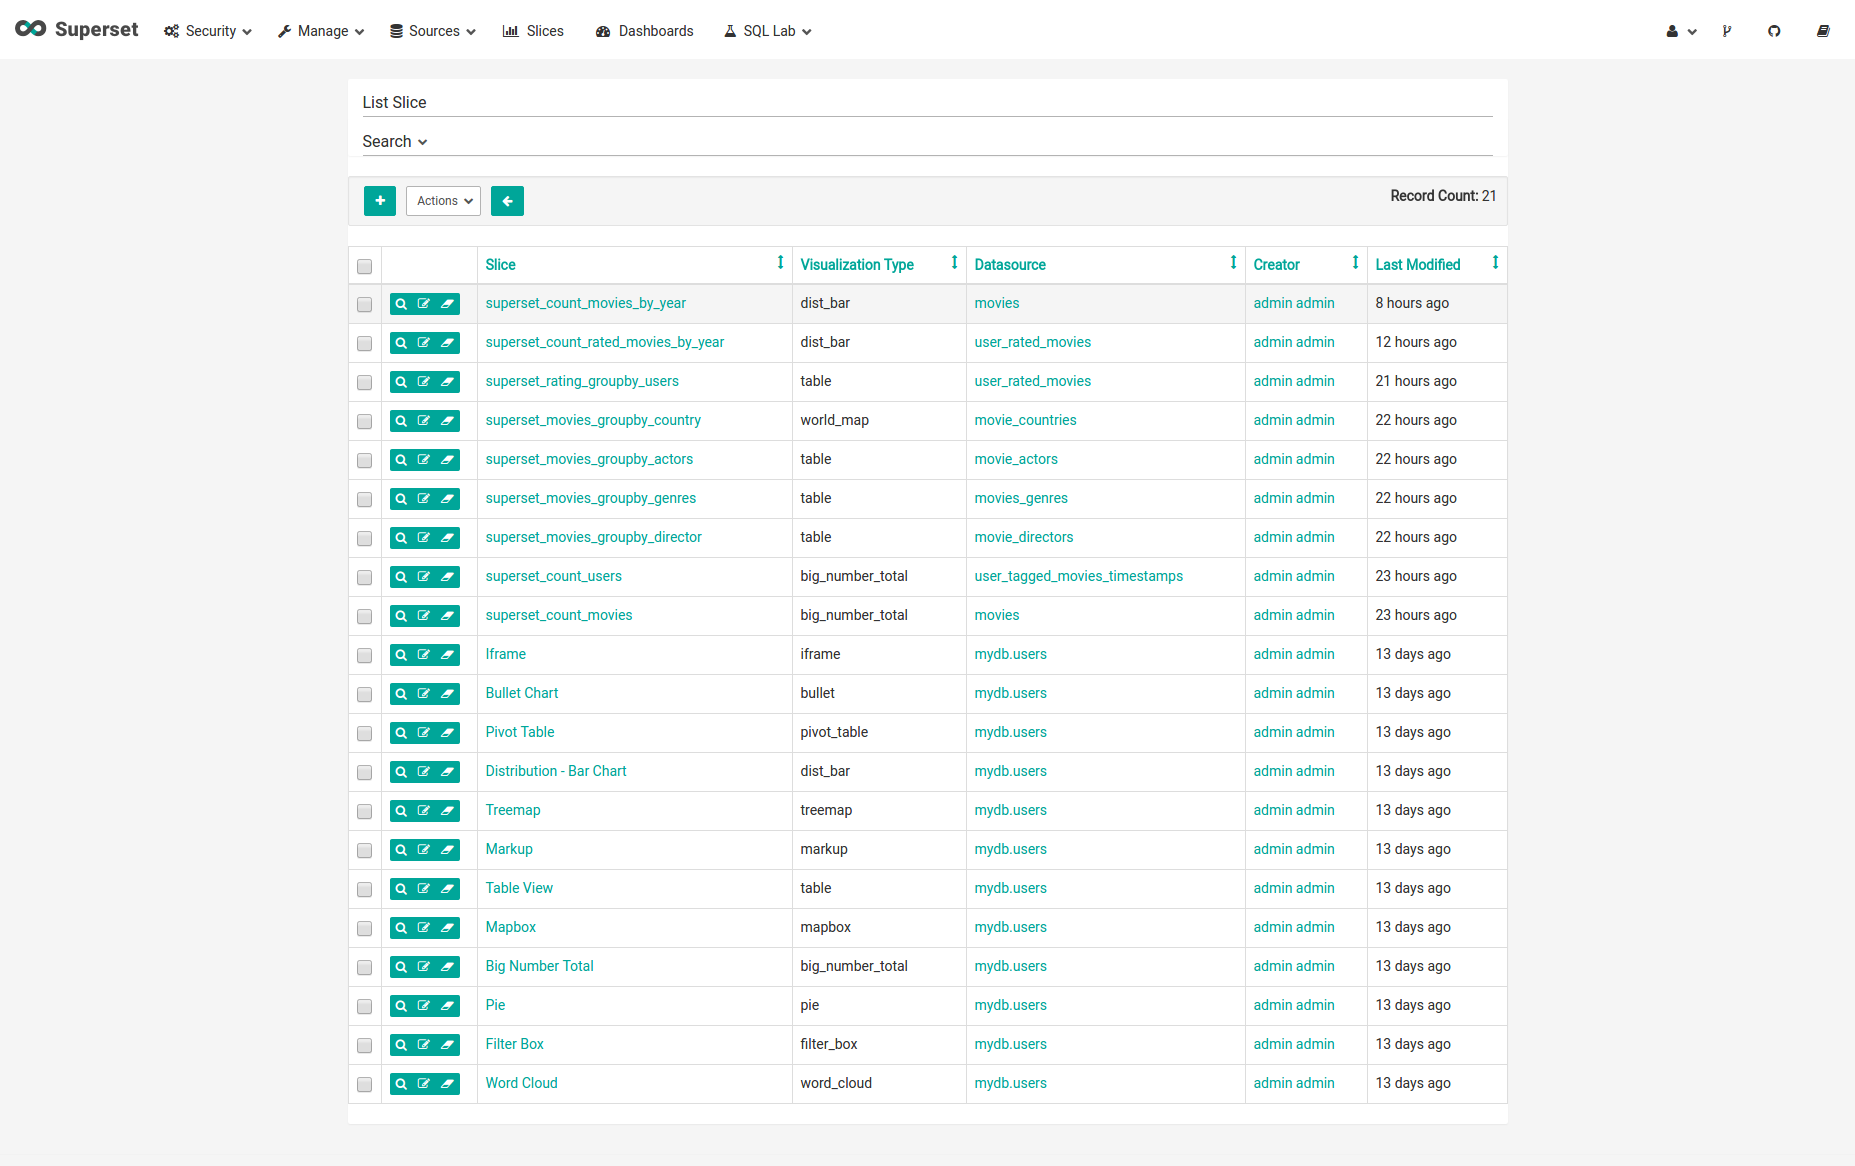 Superset Security Manage Sources Slices Dashboards SQL Lab
List Slice
Search
Actions Record Count: 21
Slice Visualization Type Datasource Creator Last Modified
superset_count_movies_by_year dist_bar movies admin admin 8 hours ago
superset_count_rated_movies_by_year dist_bar user_rated_movies admin admin 12 hours ago
superset_rating_groupby_users table user_rated_movies admin admin 21 hours ago
superset_movies_groupby_country world_map movie_countries admin admin 22 hours ago
superset_movies_groupby_actors table movie_actors admin admin 22 hours ago
superset_movies_groupby_genres table movies_genres admin admin 22 hours ago
superset_movies_groupby_director table movie_directors admin admin 22 hours ago
superset_count_users big_number_total user_tagged_movies_timestamps admin admin 23 hours ago
superset_count_movies big_number_total movies admin admin 23 hours ago
Iframe iframe mydb.users admin admin 13 days ago
Bullet Chart bullet mydb.users admin admin 13 days ago
Pivot Table pivot_table mydb.users admin admin 13 days ago
Distribution - Bar Chart dist_bar mydb.users admin admin 13 days ago
Treemap treemap mydb.users admin admin 13 days ago
Markup markup mydb.users admin admin 13 days ago
Table View table mydb.users admin admin 13 days ago
Mapbox mapbox mydb.users admin admin 13 days ago
Big Number Total big_number_total mydb.users admin admin 13 days ago
Pie pie mydb.users admin admin 13 days ago
Filter Box filter_box mydb.users admin admin 13 days ago
Word Cloud word_cloud mydb.users admin admin 13 days ago